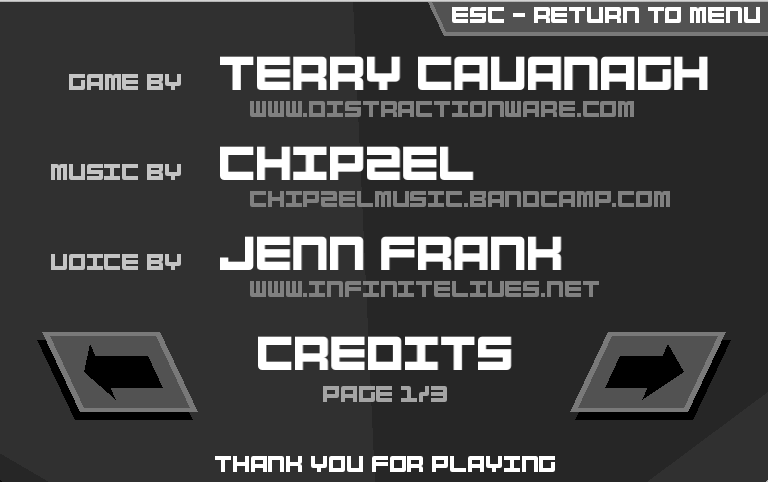 ESC - RETURN TO MENU
GAME BY TERRY CAVANAGH
WWW.DISTRACTIONWARE.COM
MUSIC BY CHIPZEL
CHIPZELMUSIC.BANDCAMP.COM
VOICE BY JENN FRANK
WWW.INFINITELIVES.NET
CREDITS
PAGE 1/3
THANK YOU FOR PLAYING